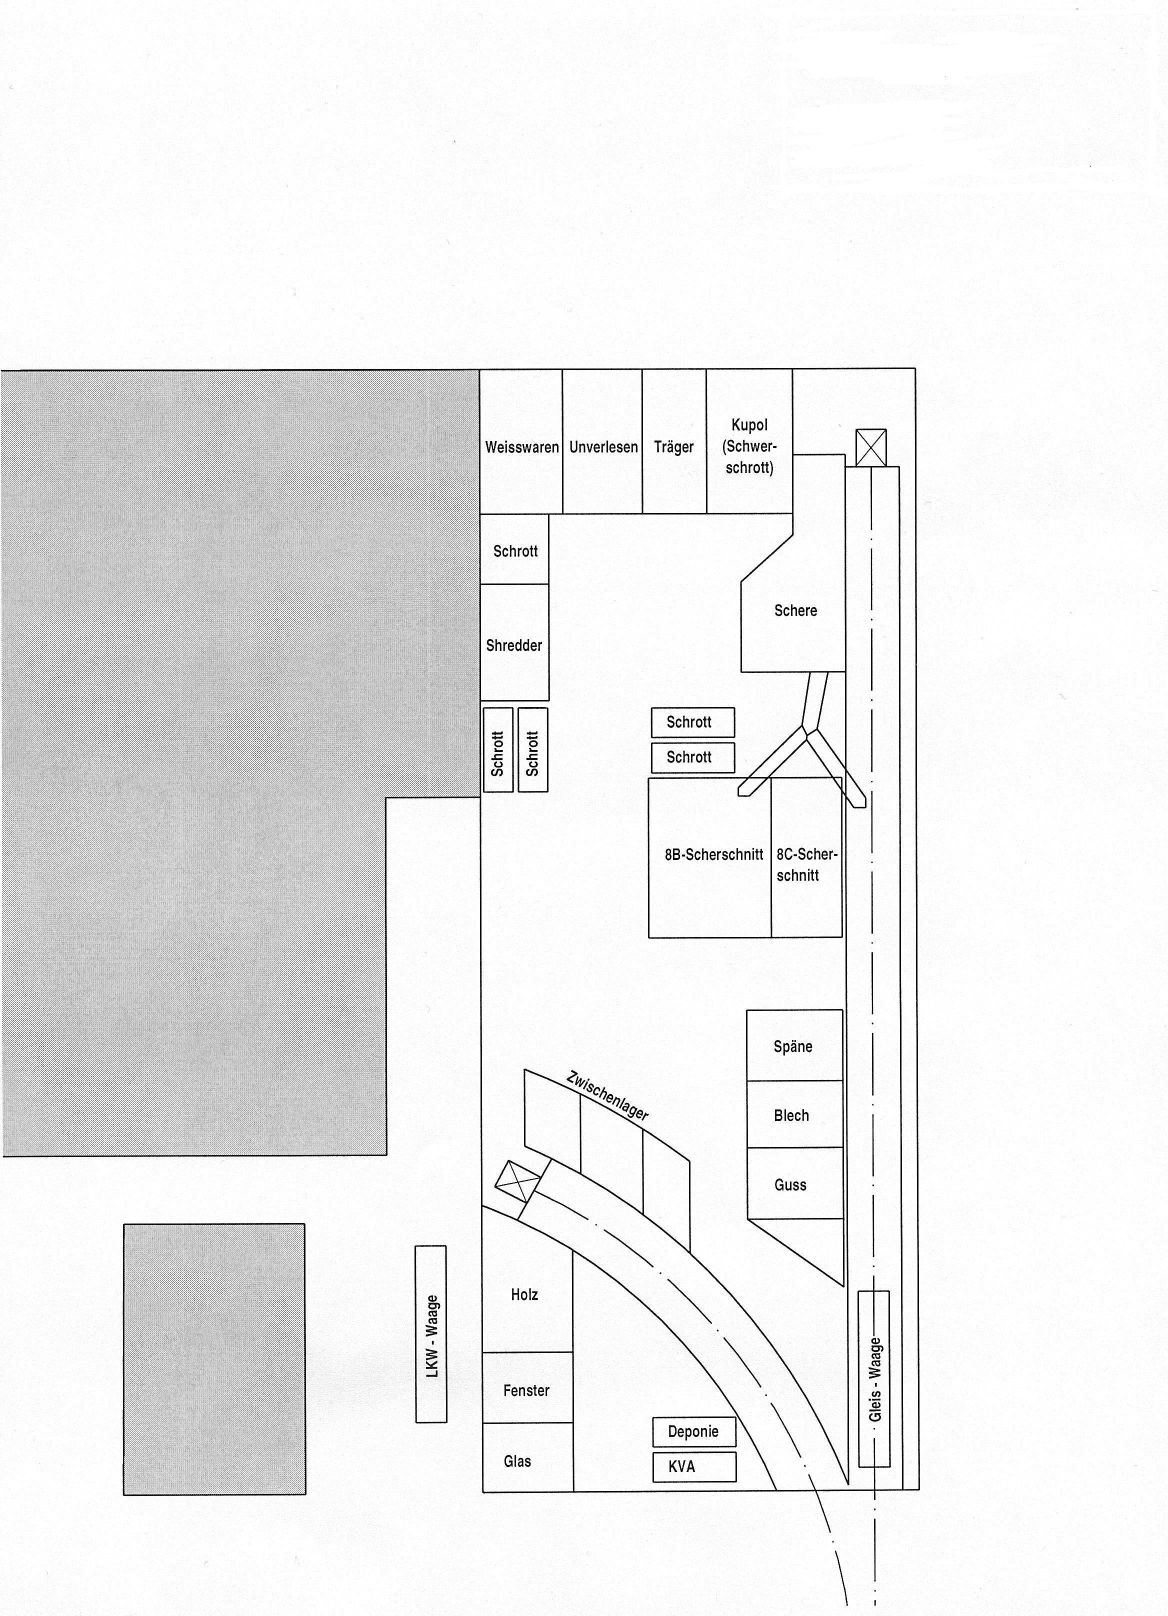 Weisswaren
Unverlesen
Träger
Kupol
(Schwer-
schrott)
Schrott
Schere
Shredder
Schrott
Schrott
Schrott
Schrott
8B-Scherschnitt
8C-Scher-
schnitt
Späne
Zwischenlager
Blech
Guss
Holz
LKW - Waage
Gleis - Waage
Fenster
Deponie
Glas
KVA